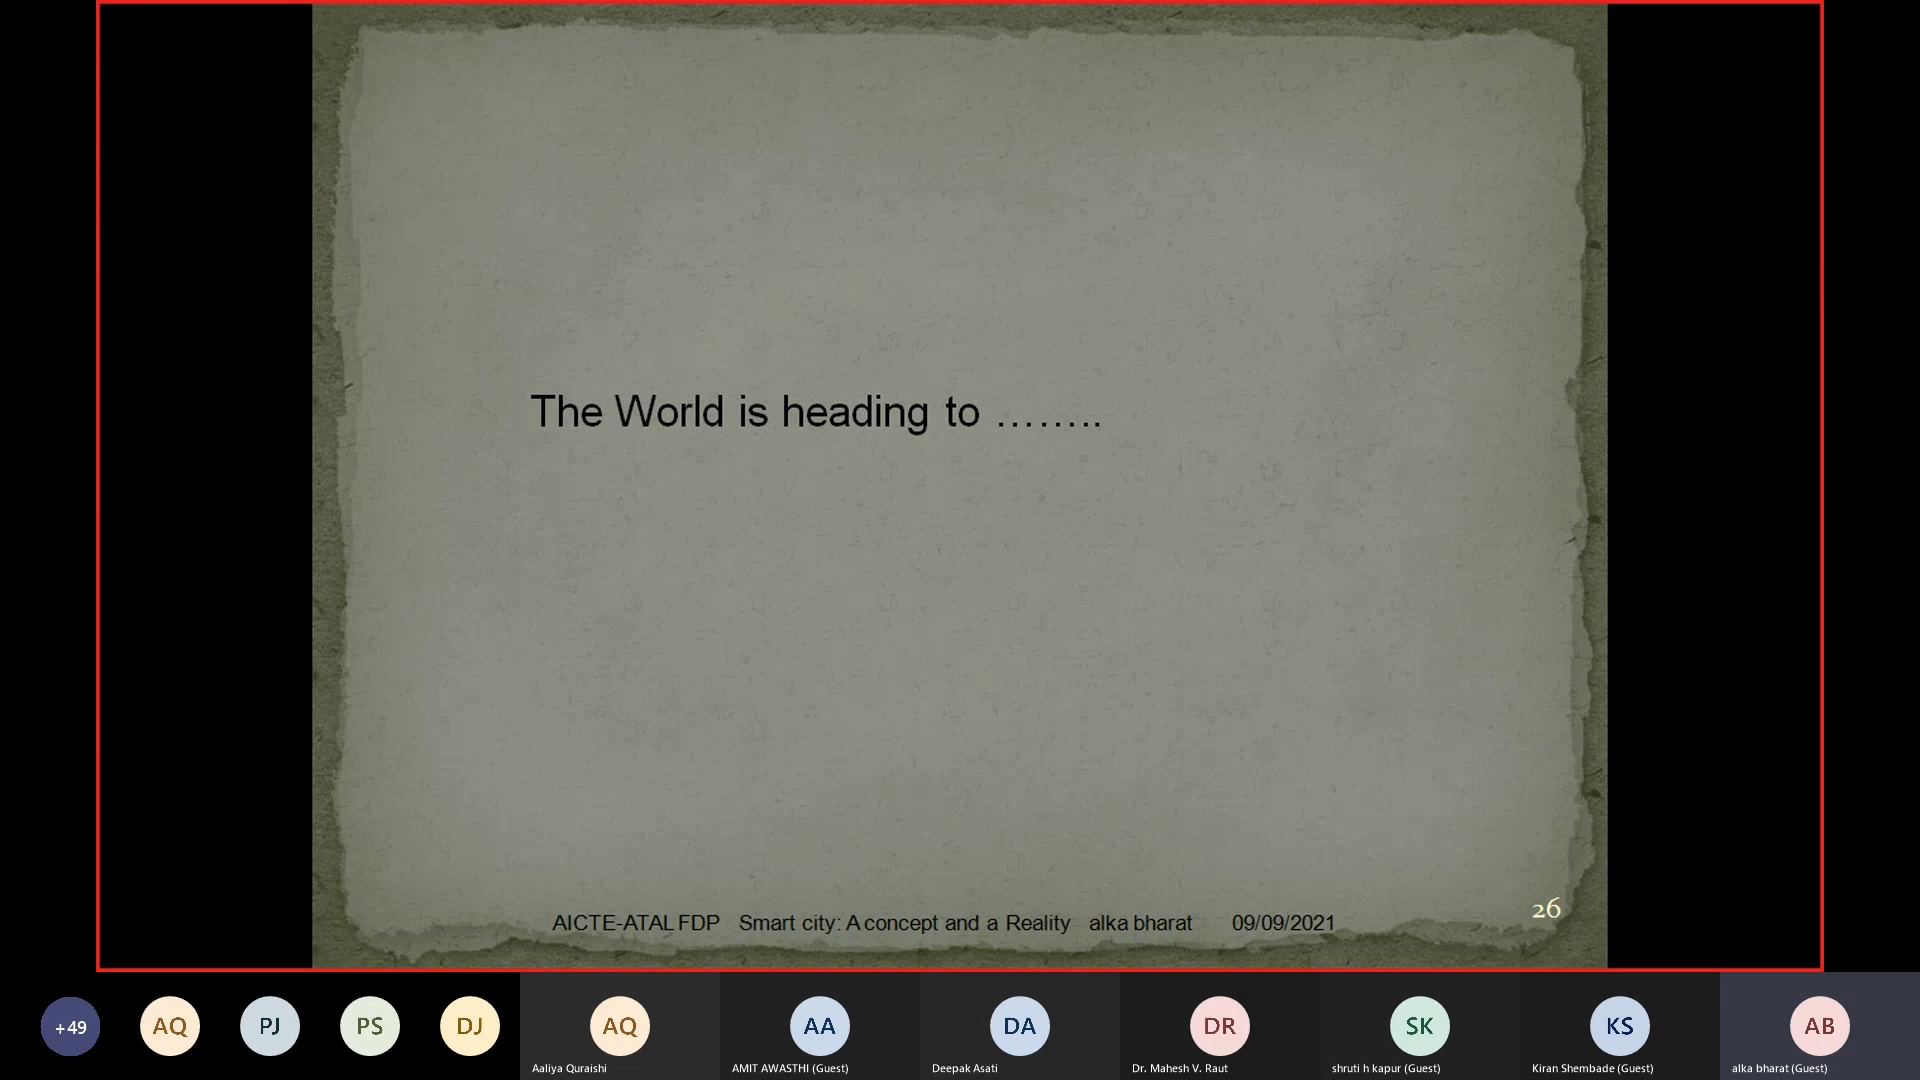 The World is heading to ……..
AICTE-ATAL FDP Smart city: A concept and a Reality alka bharat 09/09/2021
26
+49
AQ
PJ
PS
DJ
AQ
AA
DA
DR
SK
KS
AB
Aaliya Quraishi
AMIT AWASTHI (Guest)
Deepak Asati
Dr. Mahesh V. Raut
shruti h kapur (Guest)
Kiran Shembade (Guest)
alka bharat (Guest)